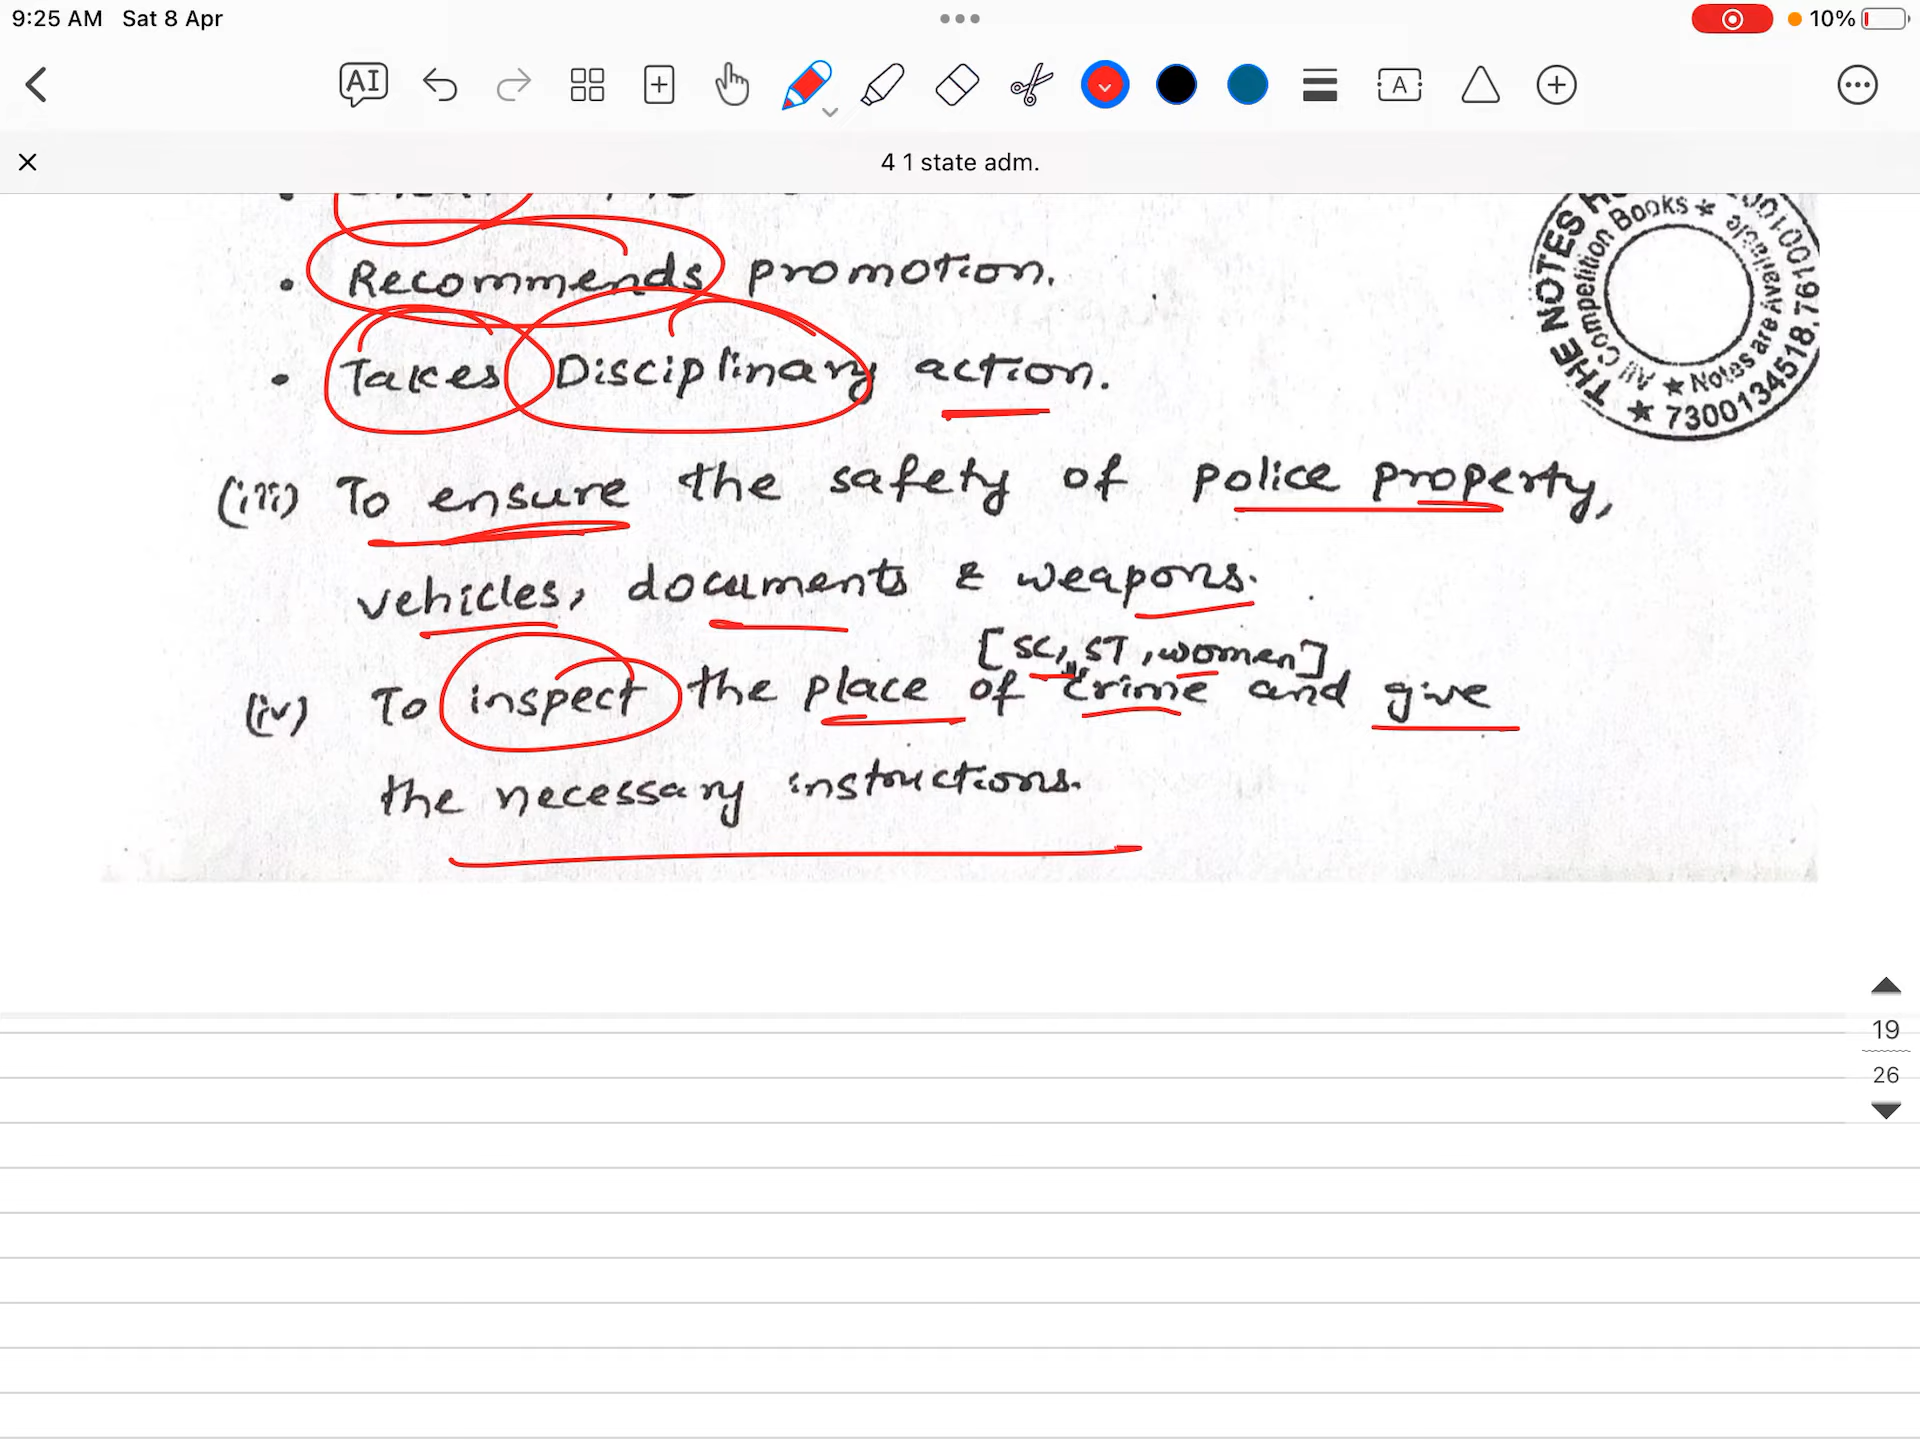 9:25 AM Sat 8 Apr
10%
AI
A
4 1 state adm.
• Recommends promotion.
• Takes Disciplinary action.
(iii) To ensure the safety of police property,
vehicles, documents & weapons.
[SC, ST, women]
(iv) To inspect the place of crime and give
the necessary instructions.
THE NOTES
All Competition Books ★ Notes are Available
★ 7300134518,
19
26